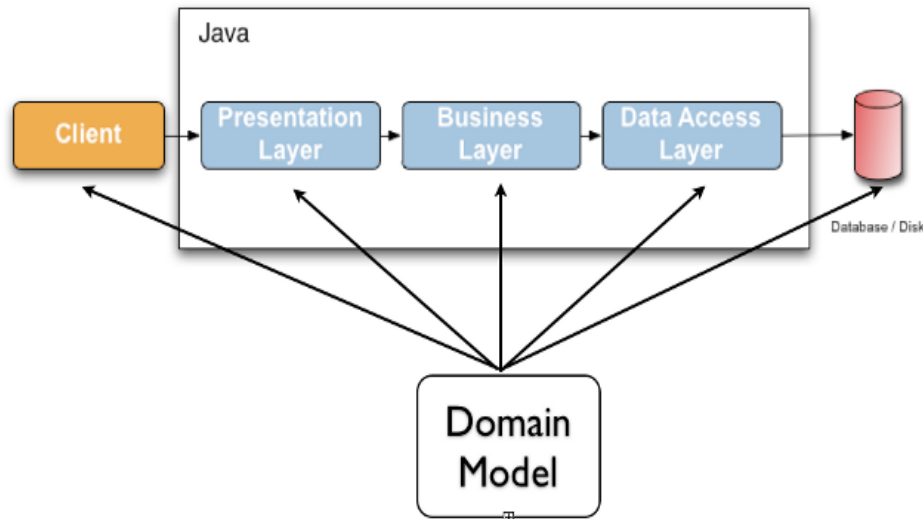 Java
Client
Presentation
Layer
Business
Layer
Data Access
Layer
Database / Disk
Domain
Model